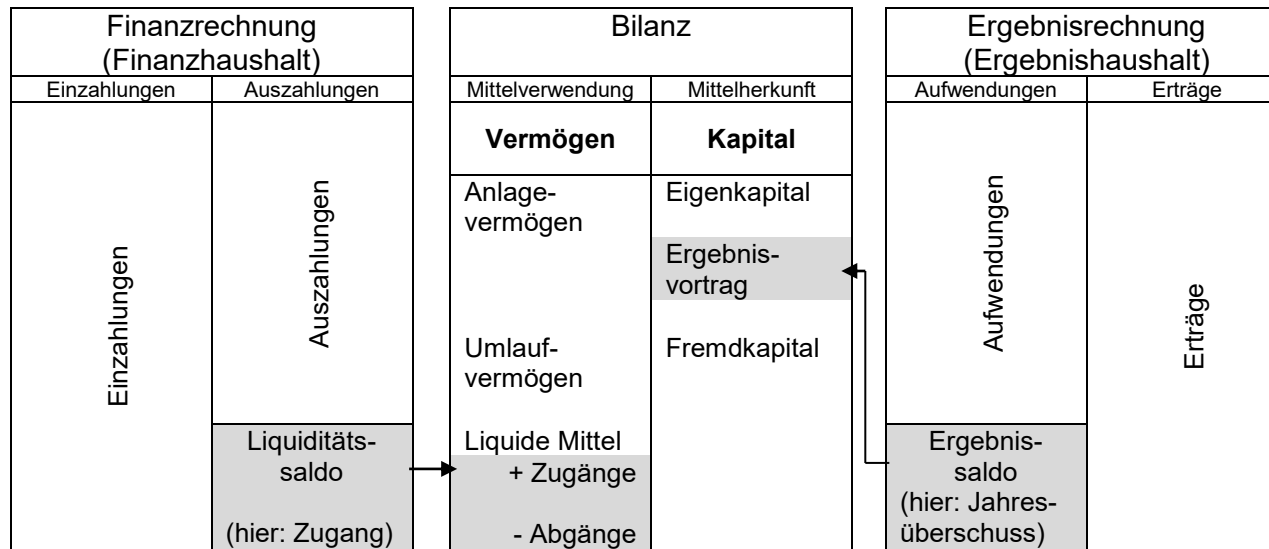 Finanzrechnung
(Finanzhaushalt)
Einzahlungen
Auszahlungen
Einzahlungen
Auszahlungen
Liquiditäts-
saldo
(hier: Zugang)
Bilanz
Mittelverwendung
Mittelherkunft
Vermögen
Kapital
Anlage-
vermögen
Umlauf-
vermögen
Liquide Mittel
+ Zugänge
- Abgänge
Eigenkapital
Ergebnis-
vortrag
Fremdkapital
Ergebnisrechnung
(Ergebnishaushalt)
Aufwendungen
Erträge
Aufwendungen
Ergebnis-
saldo
(hier: Jahres-
überschuss)
Erträge